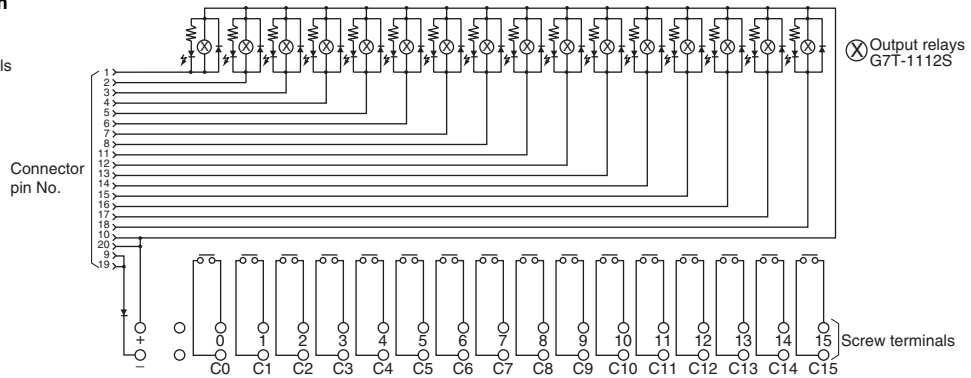 n
ls
Output relays
G7T-1112S
Connector
pin No.
1
2
3
4
5
6
7
8
11
12
13
14
15
16
17
18
10
20
9
19
+
0 1 2 3 4 5 6 7 8 9 10 11 12 13 14 15
Screw terminals
−
C0 C1 C2 C3 C4 C5 C6 C7 C8 C9 C10 C11 C12 C13 C14 C15